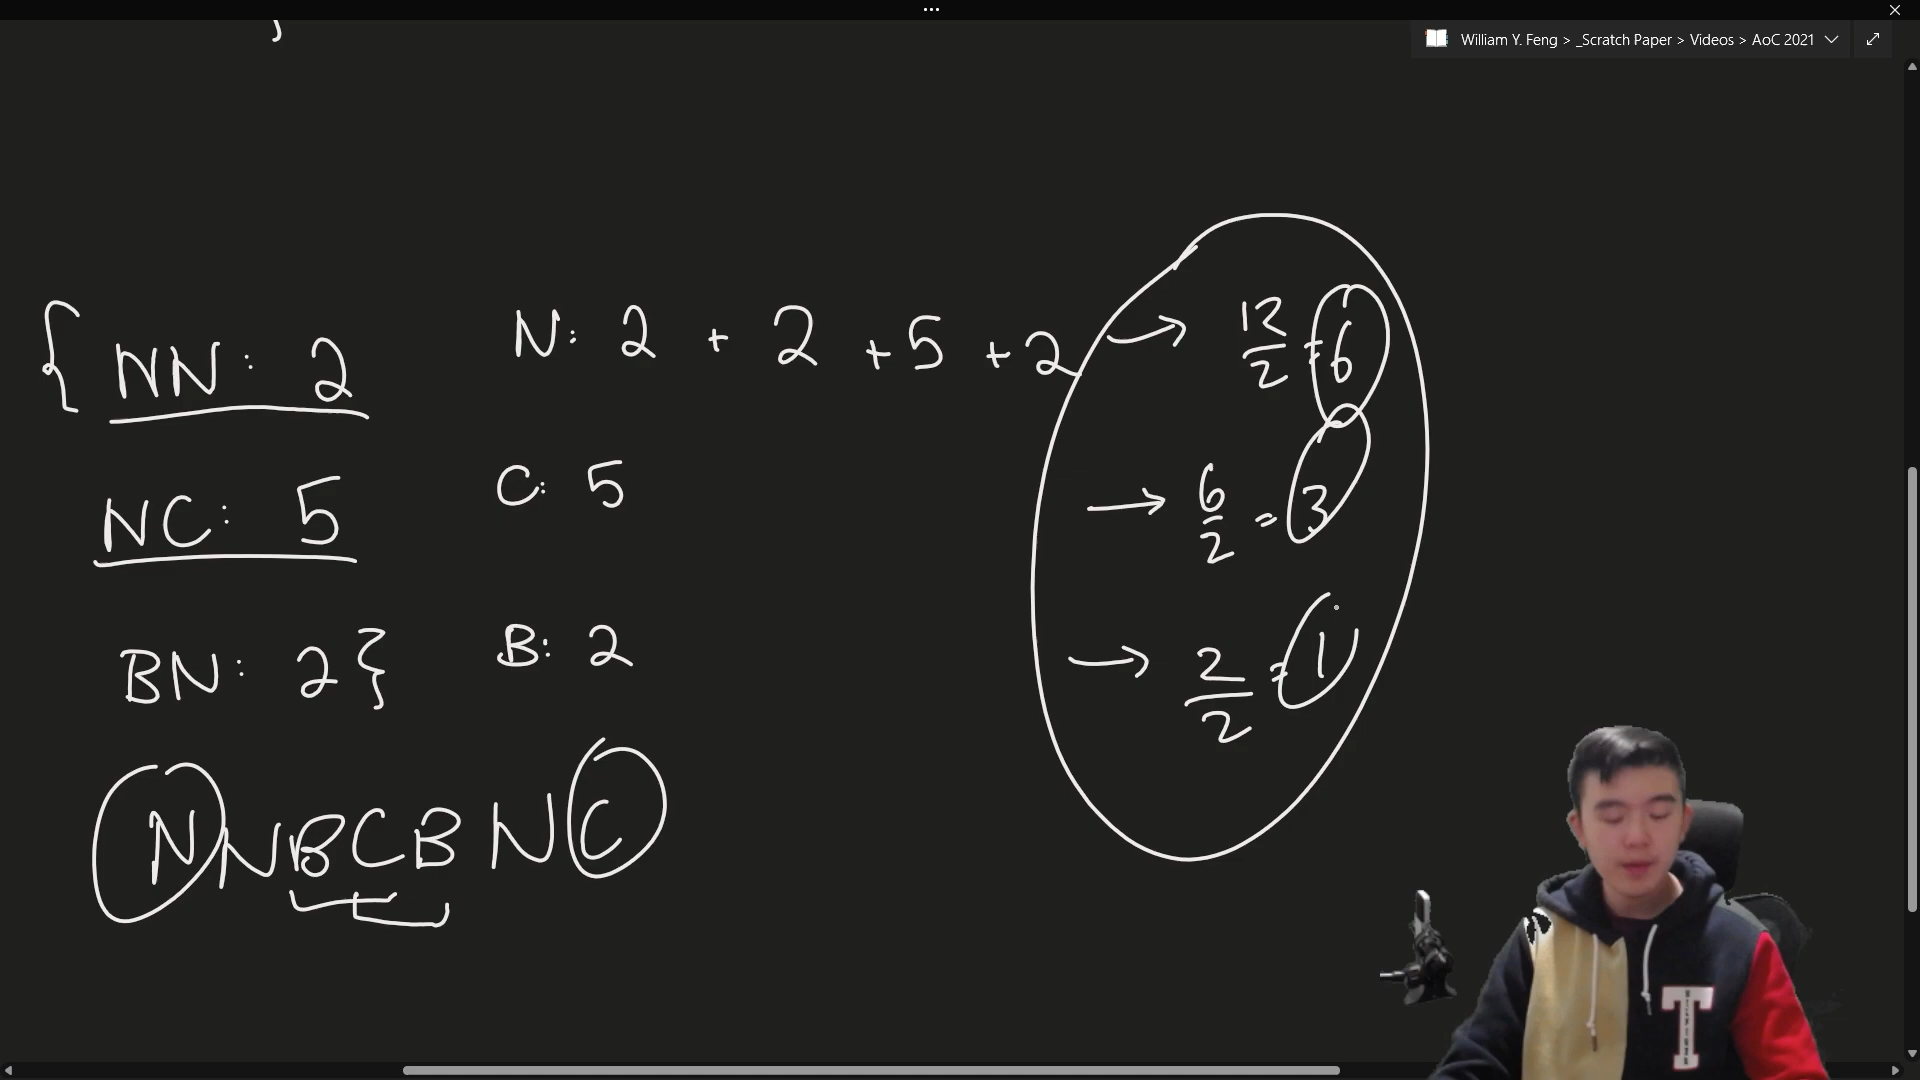 ...
William Y. Feng > _Scratch Paper > Videos > AoC 2021
{ NN: 2 N: 2 + 2 + 5 + 2 → 12/2 = 6
NC: 5 C: 5 → 6/2 = 3
BN: 2 } B: 2 → 2/2 = 1
NNBCBNC
T